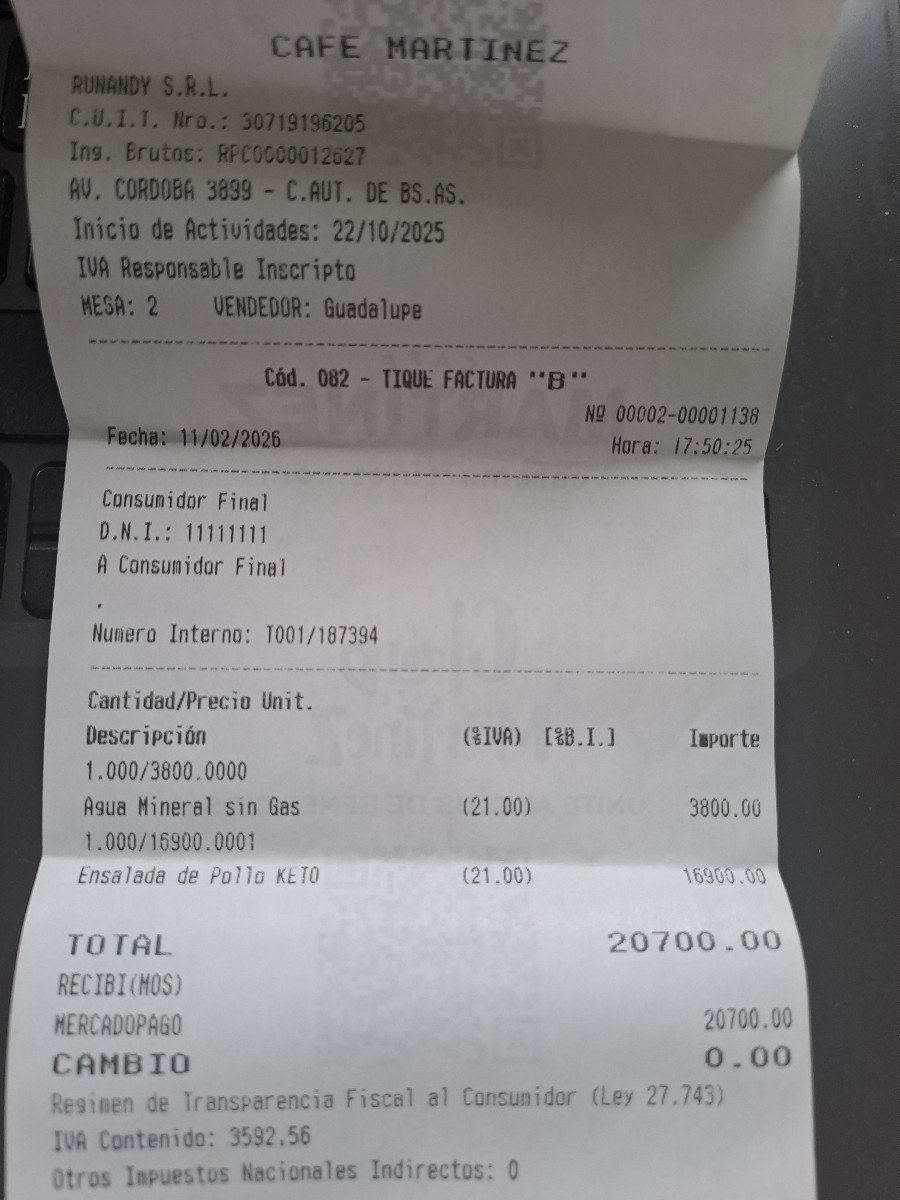 CAFE MARTINEZ
RUNANDY S.R.L.
C.U.I.T. Nro.: 30719196205
Ing. Brutos: RPC0000012627
AV. CORDOBA 3899 - C.AUT. DE BS.AS.
Inicio de Actividades: 22/10/2025
IVA Responsable Inscripto
MESA: 2 VENDEDOR: Guadalupe
Cód. 082 - TIQUE FACTURA "B"
Nº 00002-00001138
Fecha: 11/02/2026 Hora: 17:50:25
Consumidor Final
D.N.I.: 11111111
A Consumidor Final
.
Numero Interno: T001/187394
Cantidad/Precio Unit.
Descripción (%IVA) [%B.I.] Importe
1.000/3800.0000
Agua Mineral sin Gas (21.00) 3800.00
1.000/16900.0001
Ensalada de Pollo KETO (21.00) 16900.00
TOTAL 20700.00
RECIBI(MOS)
MERCADOPAGO 20700.00
CAMBIO 0.00
Regimen de Transparencia Fiscal al Consumidor (Ley 27.743)
IVA Contenido: 3592.56
Otros Impuestos Nacionales Indirectos: 0